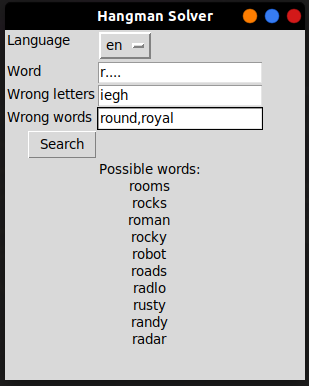 Hangman Solver
Language en
Word r....
Wrong letters iegh
Wrong words round,royal
Search
Possible words:
rooms
rocks
roman
rocky
robot
roads
radlo
rusty
randy
radar